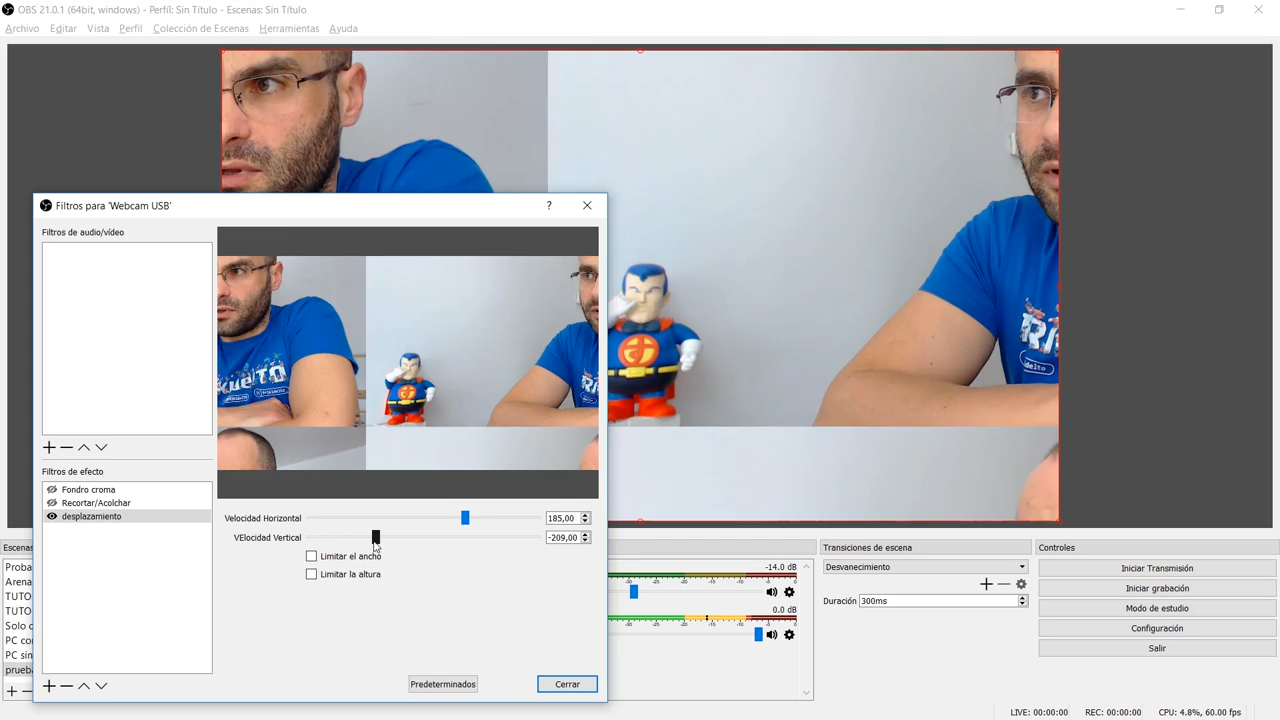 OBS 21.0.1 (64bit, windows) - Perfil: Sin Título - Escenas: Sin Título
Archivo Editar Vista Perfil Colección de Escenas Herramientas Ayuda
Filtros para 'Webcam USB'
Filtros de audio/vídeo
Filtros de efecto
Fondro croma
Recortar/Acolchar
desplazamiento
Velocidad Horizontal 185,00
VElocidad Vertical -209,00
Limitar el ancho
Limitar la altura
Predeterminados Cerrar
Escenas
Proba
Arena
TUTO
TUTO
Solo
PC
PC sin
prueb
-14.0 dB
0.0 dB
Transiciones de escena
Desvanecimiento
Duración 300ms
Controles
Iniciar Transmisión
Iniciar grabación
Modo de estudio
Configuración
Salir
LIVE: 00:00:00 REC: 00:00:00 CPU: 4.8%, 60.00 fps